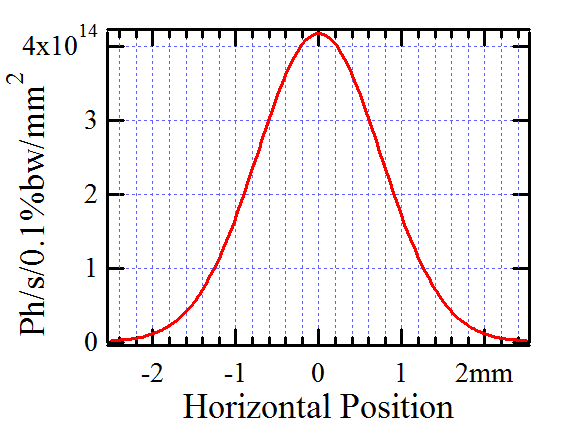 4x10^14
3
2
1
0
Ph/s/0.1%bw/mm^2
-2 -1 0 1 2mm
Horizontal Position